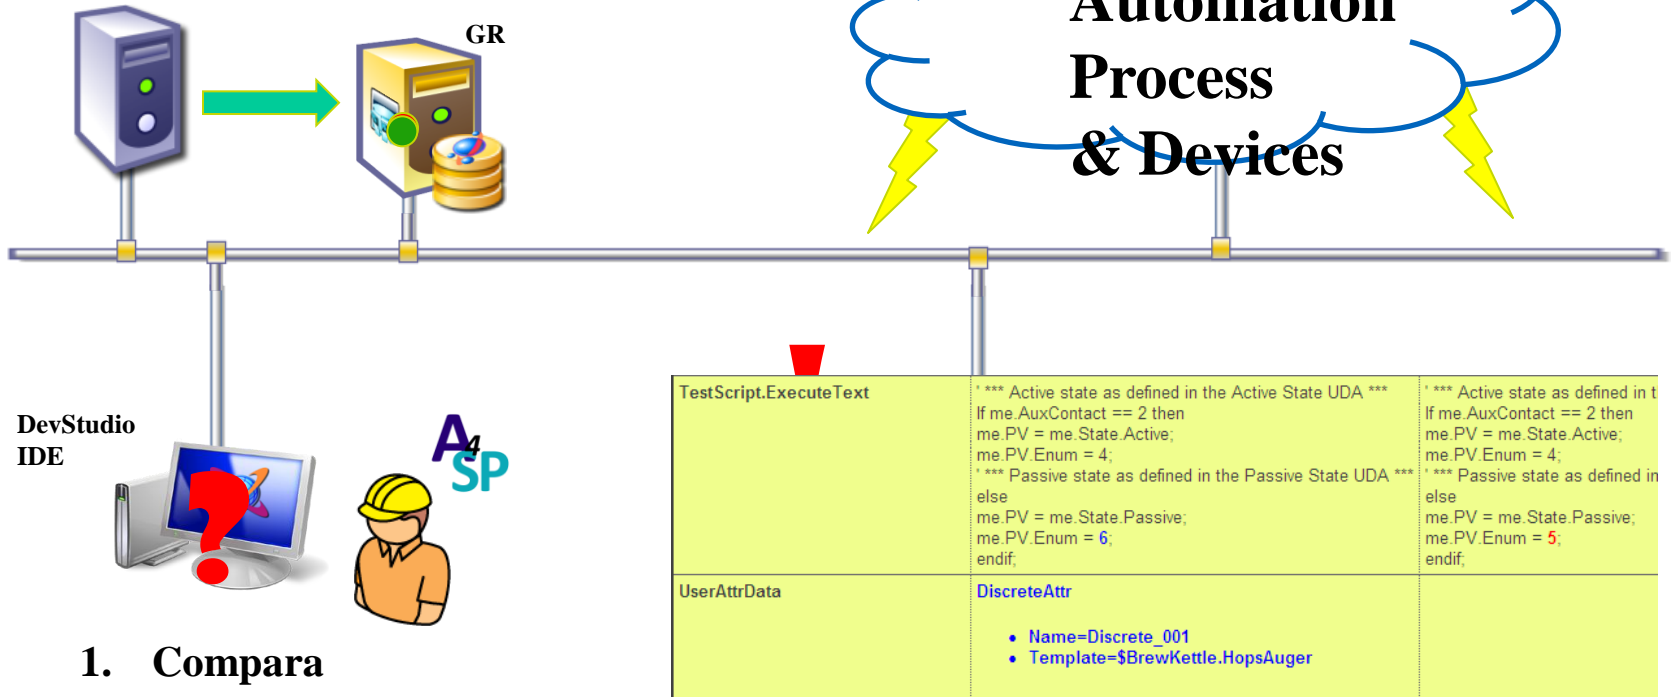 GR
Automation
Process
& Devices
DevStudio
IDE
A4SP
1. Compara
TestScript.ExecuteText
' *** Active state as defined in the Active State UDA ***
If me.AuxContact == 2 then
me.PV = me.State.Active;
me.PV.Enum = 4;
' *** Passive state as defined in the Passive State UDA ***
else
me.PV = me.State.Passive;
me.PV.Enum = 6;
endif;
' *** Active state as defined in t
If me.AuxContact == 2 then
me.PV = me.State.Active;
me.PV.Enum = 4;
' *** Passive state as defined in
else
me.PV = me.State.Passive;
me.PV.Enum = 5;
endif;
UserAttrData
DiscreteAttr
• Name=Discrete_001
• Template=$BrewKettle.HopsAuger
?